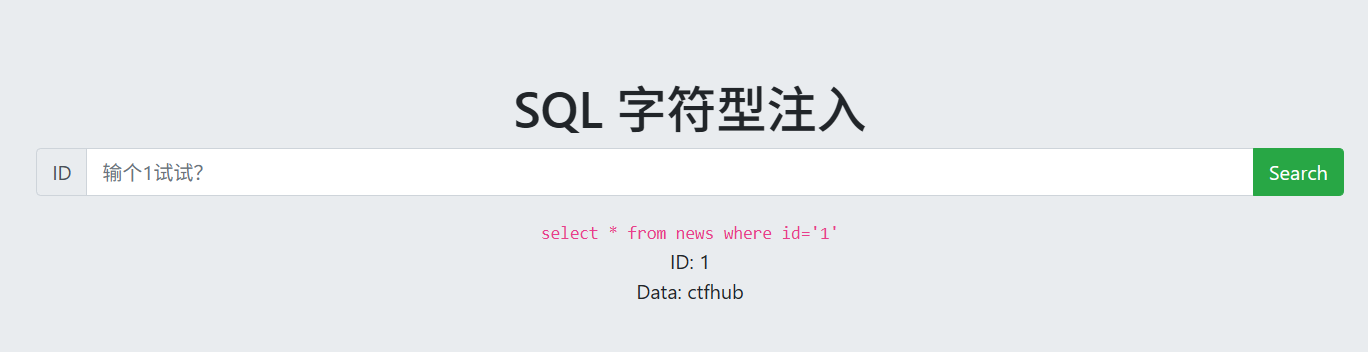 SQL 字符型注入
ID 输个1试试? Search
select * from news where id='1'
ID: 1
Data: ctfhub